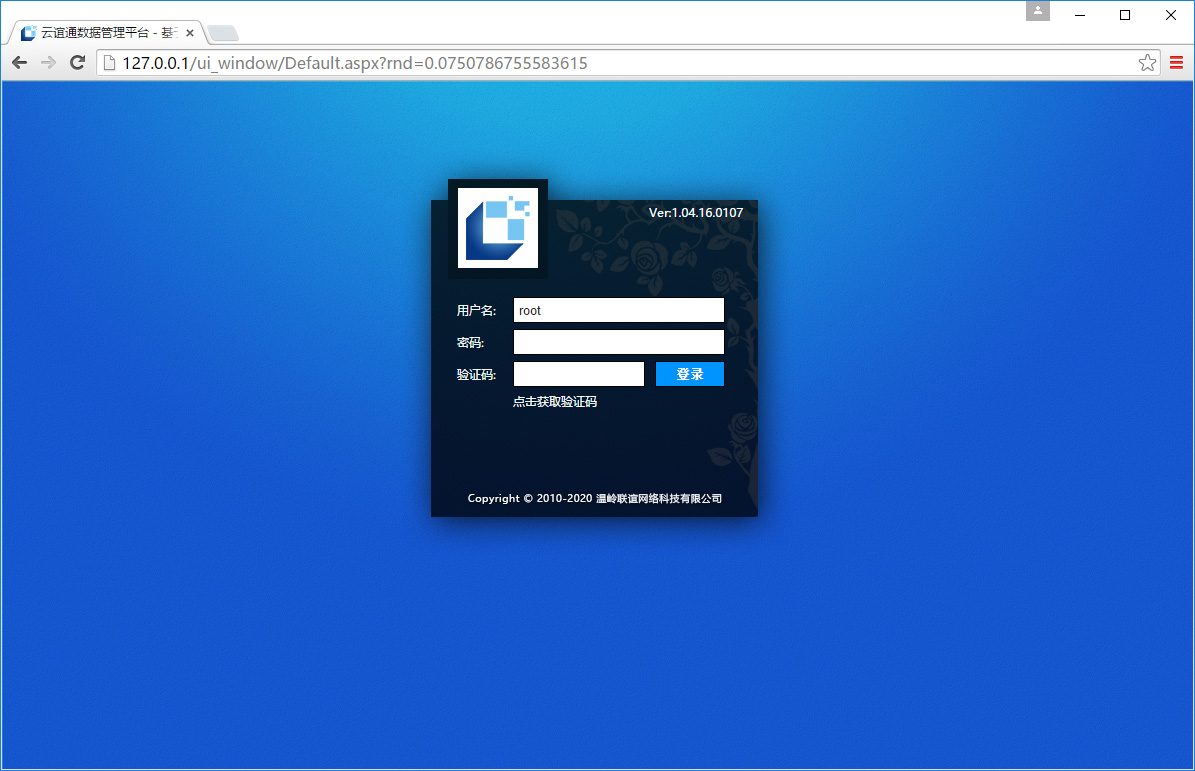 云谊通数据管理平台 - 基
127.0.0.1/ui_window/Default.aspx?rnd=0.0750786755583615
Ver:1.04.16.0107
用户名: root
密码:
验证码: 登录
点击获取验证码
Copyright © 2010-2020 温岭联谊网络科技有限公司